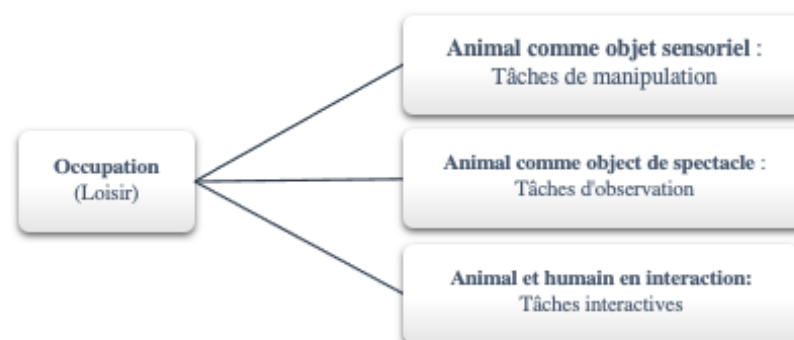 Animal comme objet sensoriel :
Tâches de manipulation
Occupation
(Loisir)
Animal comme object de spectacle :
Tâches d'observation
Animal et humain en interaction:
Tâches interactives